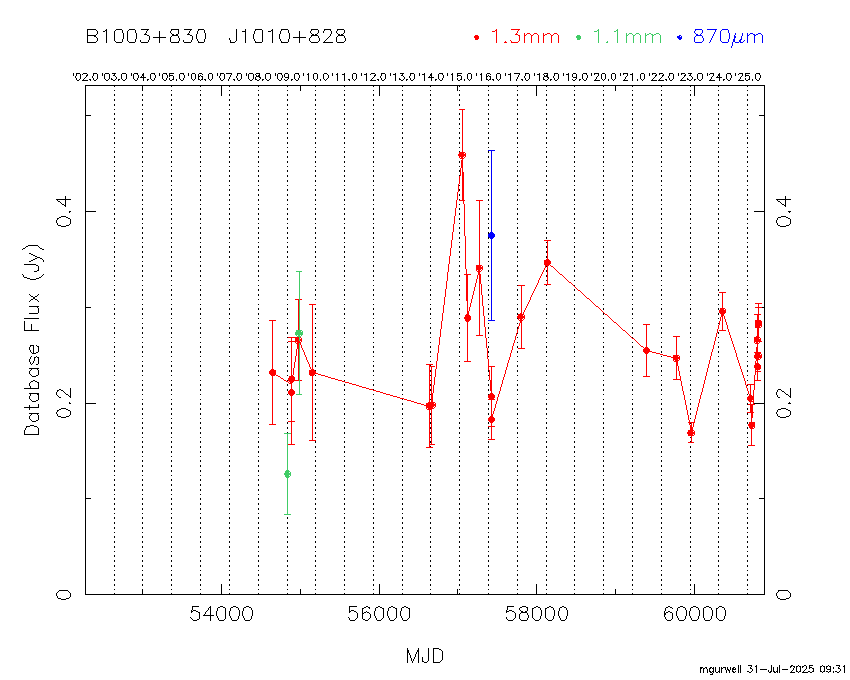 B1003+830 J1010+828 1.3mm 1.1mm 870μm
'02.0 '03.0 '04.0 '05.0 '06.0 '07.0 '08.0 '09.0 '10.0 '11.0 '12.0 '13.0 '14.0 '15.0 '16.0 '17.0 '18.0 '19.0 '20.0 '21.0 '22.0 '23.0 '24.0 '25.0
0.4 0.4
Database Flux (Jy)
0.2 0.2
0 0
54000 56000 58000 60000
MJD
mgurwell 31-Jul-2025 09:31